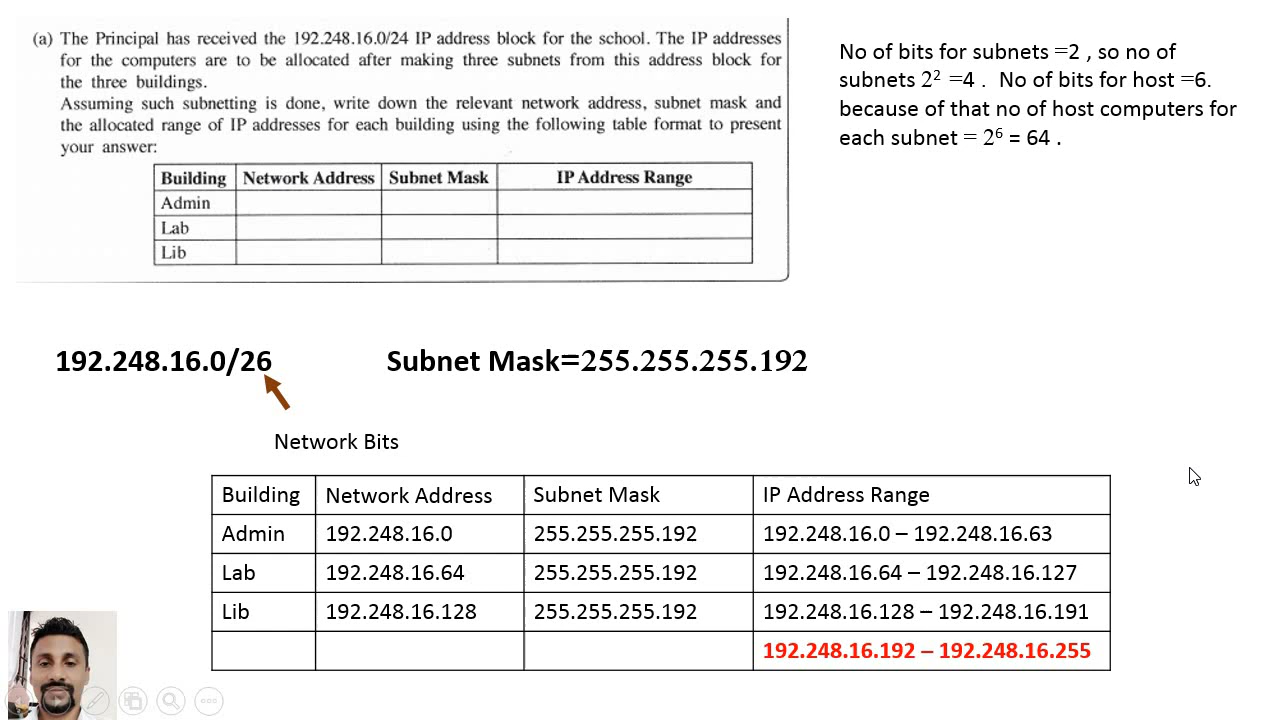 (a) The Principal has received the 192.248.16.0/24 IP address block for the school. The IP addresses
for the computers are to be allocated after making three subnets from this address block for
the three buildings.
Assuming such subnetting is done, write down the relevant network address, subnet mask and
the allocated range of IP addresses for each building using the following table format to present
your answer:
Building Network Address Subnet Mask IP Address Range
Admin
Lab
Lib
No of bits for subnets =2 , so no of
subnets 2² =4 . No of bits for host =6.
because of that no of host computers for
each subnet = 2⁶ = 64 .
192.248.16.0/26 Subnet Mask=255.255.255.192
Network Bits
Building Network Address Subnet Mask IP Address Range
Admin 192.248.16.0 255.255.255.192 192.248.16.0 – 192.248.16.63
Lab 192.248.16.64 255.255.255.192 192.248.16.64 – 192.248.16.127
Lib 192.248.16.128 255.255.255.192 192.248.16.128 – 192.248.16.191
192.248.16.192 – 192.248.16.255